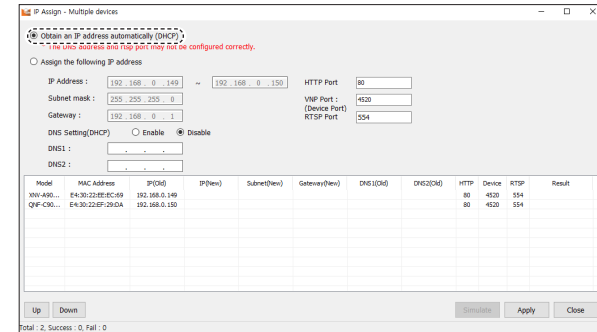 IP Assign - Multiple devices
Obtain an IP address automatically (DHCP)
* The DNS address and rtsp port may not be configured correctly.
Assign the following IP address
IP Address : 192 . 168 . 0 . 149 ~ 192 . 168 . 0 . 150 HTTP Port 80
Subnet mask : 255 . 255 . 255 . 0 VNP Port : 4520
(Device Port)
Gateway : 192 . 168 . 0 . 1 RTSP Port 554
DNS Setting(DHCP) Enable Disable
DNS1 : . . .
DNS2 : . . .
Model MAC Address IP(Old) IP(New) Subnet(New) Gateway(New) DNS1(Old) DNS2(Old) HTTP Device RTSP Result
XNV-A90... E4:30:22:EE:EC:69 192.168.0.149 80 4520 554
QNF-C90... E4:30:22:EF:29:DA 192.168.0.150 80 4520 554
Up Down Simulate Apply Close
Total : 2, Success : 0, Fail : 0